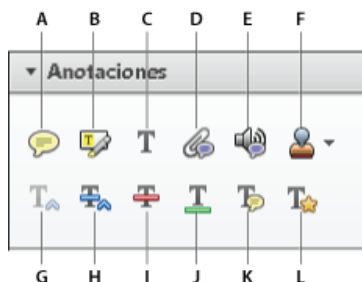 A B C D E F
Anotaciones
T T
T T T T T T
G H I J K L